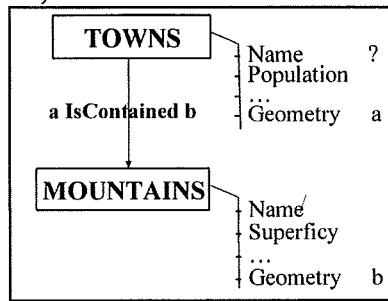 TOWNS
Name ?
Population
...
Geometry a
a IsContained b
MOUNTAINS
Name
Superficy
...
Geometry b